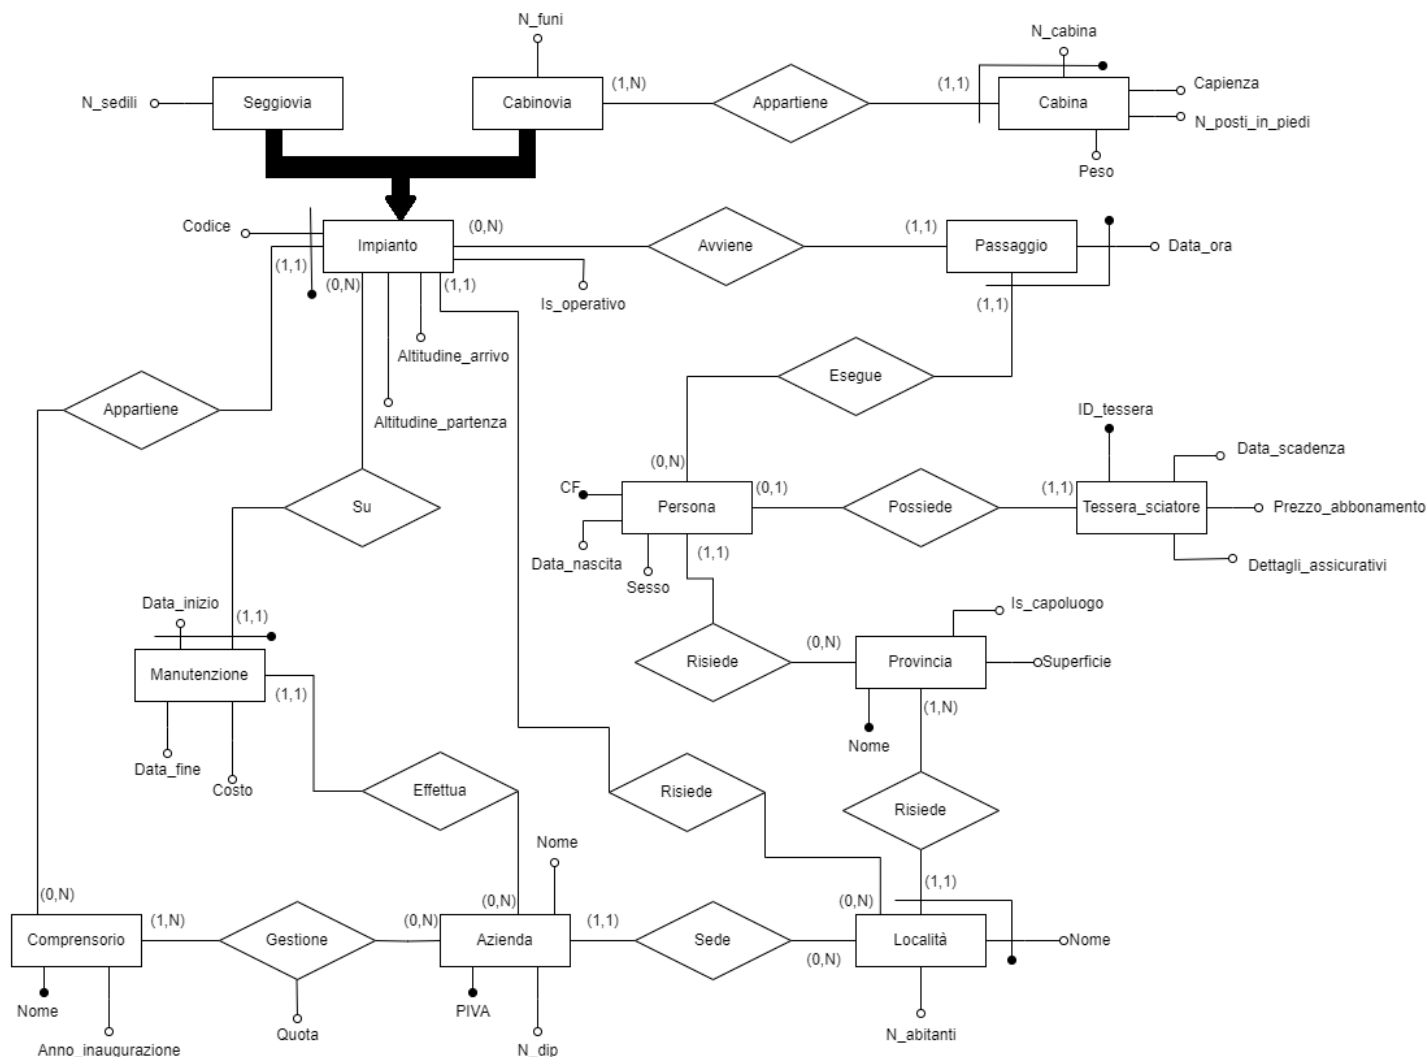 N_funi
N_cabina
N_sedili
Seggiovia
Cabinovia
(1,N)
Appartiene
(1,1)
Cabina
Capienza
N_posti_in_piedi
Peso
Codice
Impianto
(0,N)
Avviene
(1,1)
Passaggio
Data_ora
(1,1)
(0,N)
(1,1)
Is_operativo
(1,1)
Altitudine_arrivo
Esegue
Appartiene
Altitudine_partenza
ID_tessera
Data_scadenza
(0,N)
CF
Persona
(0,1)
Possiede
(1,1)
Tessera_sciatore
Prezzo_abbonamento
Su
Data_nascita
Sesso
(1,1)
Dettagli_assicurativi
Data_inizio
(1,1)
Is_capoluogo
Manutenzione
(1,1)
Risiede
(0,N)
Provincia
Superficie
(1,N)
Nome
Data_fine
Costo
Effettua
Risiede
Risiede
Nome
(0,N)
(1,N)
(0,N)
(0,N)
(1,1)
(0,N)
(1,1)
Comprensorio
Gestione
Azienda
Sede
(0,N)
Località
Nome
Nome
Anno_inaugurazione
Quota
PIVA
N_dip
N_abitanti